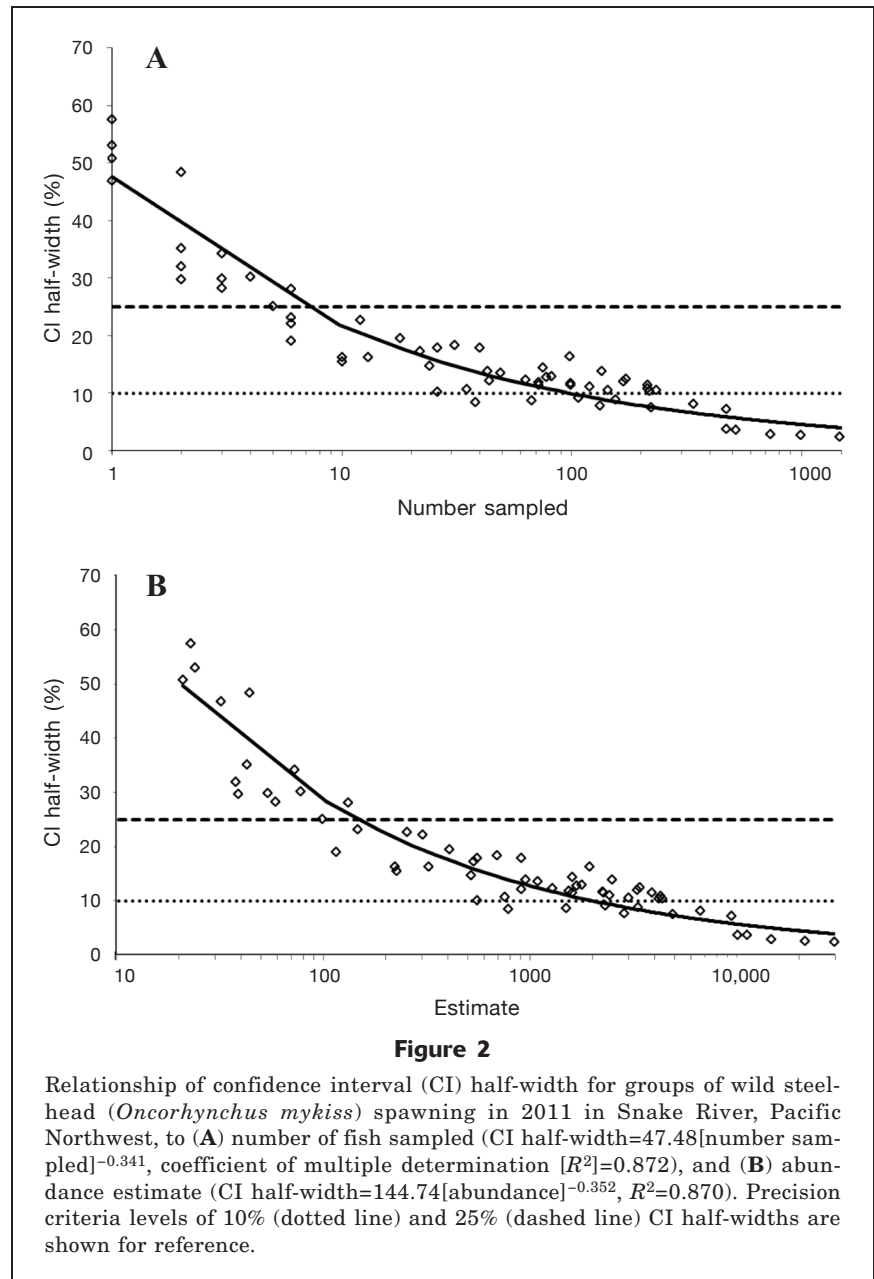 A
70
60
50
40
30
20
10
0
CI half-width (%)
1 10 100 1000
Number sampled
B
70
60
50
40
30
20
10
0
CI half-width (%)
10 100 1000 10,000
Estimate
Figure 2
Relationship of confidence interval (CI) half-width for groups of wild steel-
head (Oncorhynchus mykiss) spawning in 2011 in Snake River, Pacific
Northwest, to (A) number of fish sampled (CI half-width=47.48[number sam-
pled]−0.341, coefficient of multiple determination [R2]=0.872), and (B) abun-
dance estimate (CI half-width=144.74[abundance]−0.352, R2=0.870). Precision
criteria levels of 10% (dotted line) and 25% (dashed line) CI half-widths are
shown for reference.